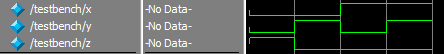 /testbench/x -No Data-
/testbench/y -No Data-
/testbench/z -No Data-